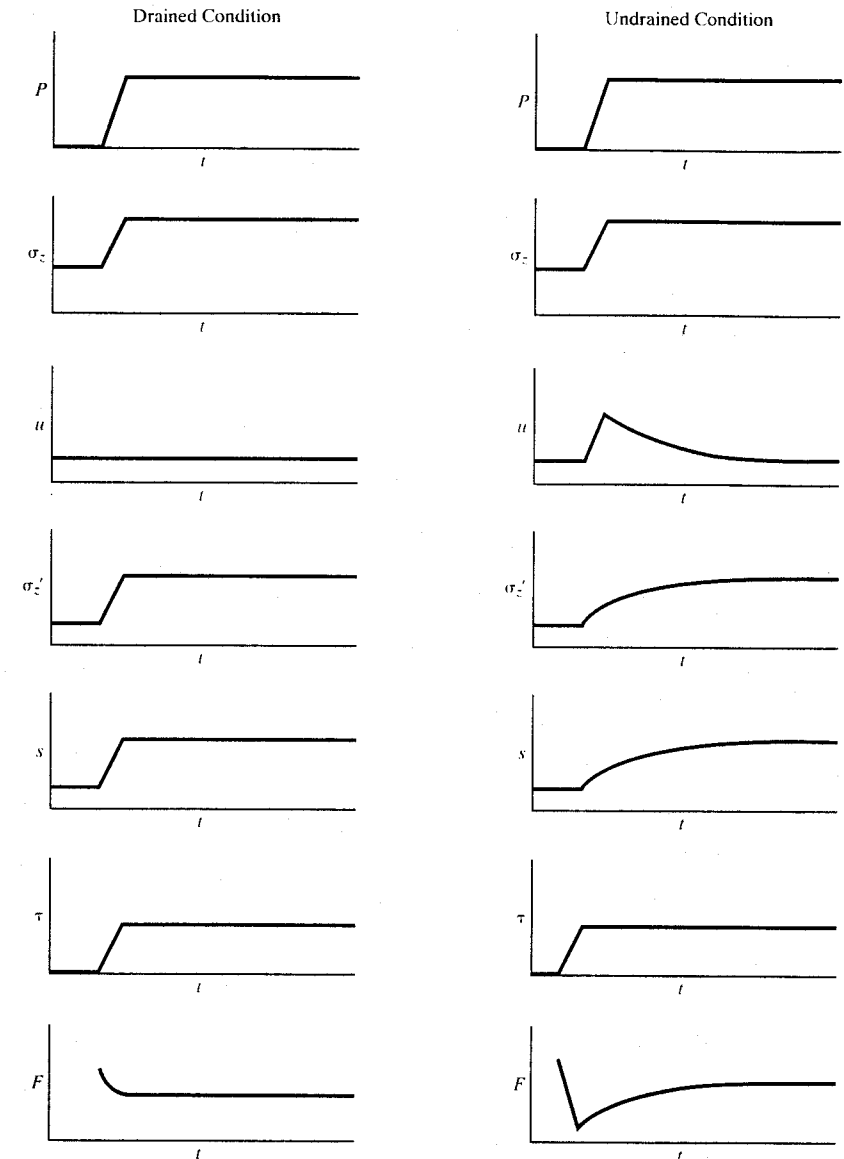 Drained Condition
Undrained Condition
P
t
P
t
σz
t
σz
t
u
t
u
t
σz′
t
σz′
t
s
t
s
t
τ
t
τ
t
F
t
F
t